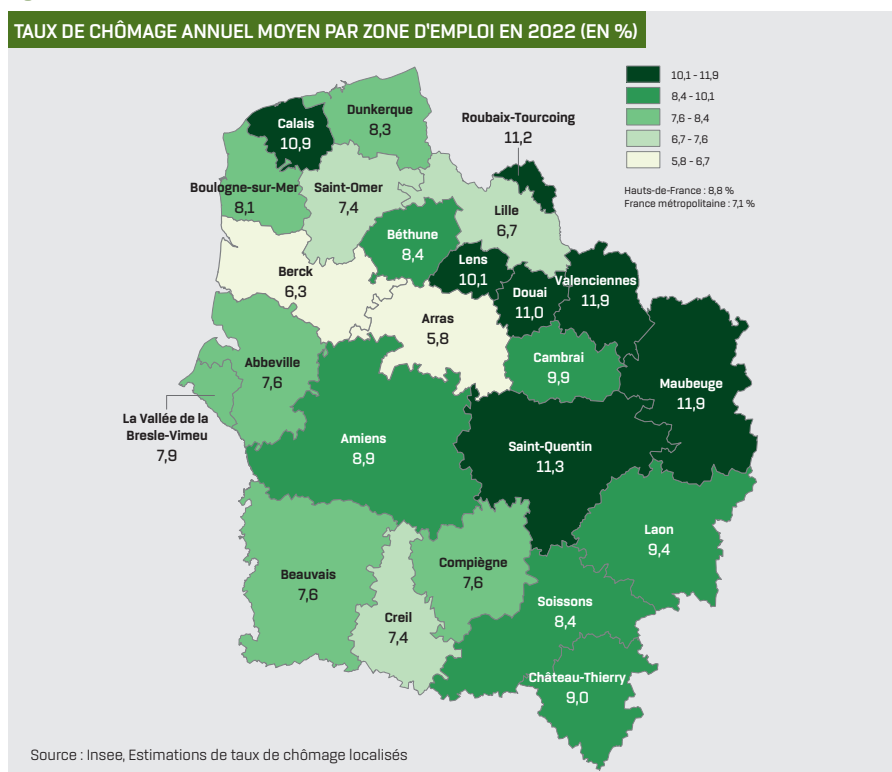 TAUX DE CHÔMAGE ANNUEL MOYEN PAR ZONE D'EMPLOI EN 2022 (EN %)
10,1 - 11,9
8,4 - 10,1
7,6 - 8,4
6,7 - 7,6
5,8 - 6,7
Hauts-de-France : 8,8 %
France métropolitaine : 7,1 %
Dunkerque
8,3
Calais
10,9
Roubaix-Tourcoing
11,2
Boulogne-sur-Mer
8,1
Saint-Omer
7,4
Lille
6,7
Béthune
8,4
Lens
10,1
Berck
6,3
Douai
11,0
Valenciennes
11,9
Arras
5,8
Cambrai
9,9
Abbeville
7,6
Maubeuge
11,9
La Vallée de la
Bresle-Vimeu
7,9
Amiens
8,9
Saint-Quentin
11,3
Laon
9,4
Beauvais
7,6
Compiègne
7,6
Soissons
8,4
Creil
7,4
Château-Thierry
9,0
Source : Insee, Estimations de taux de chômage localisés